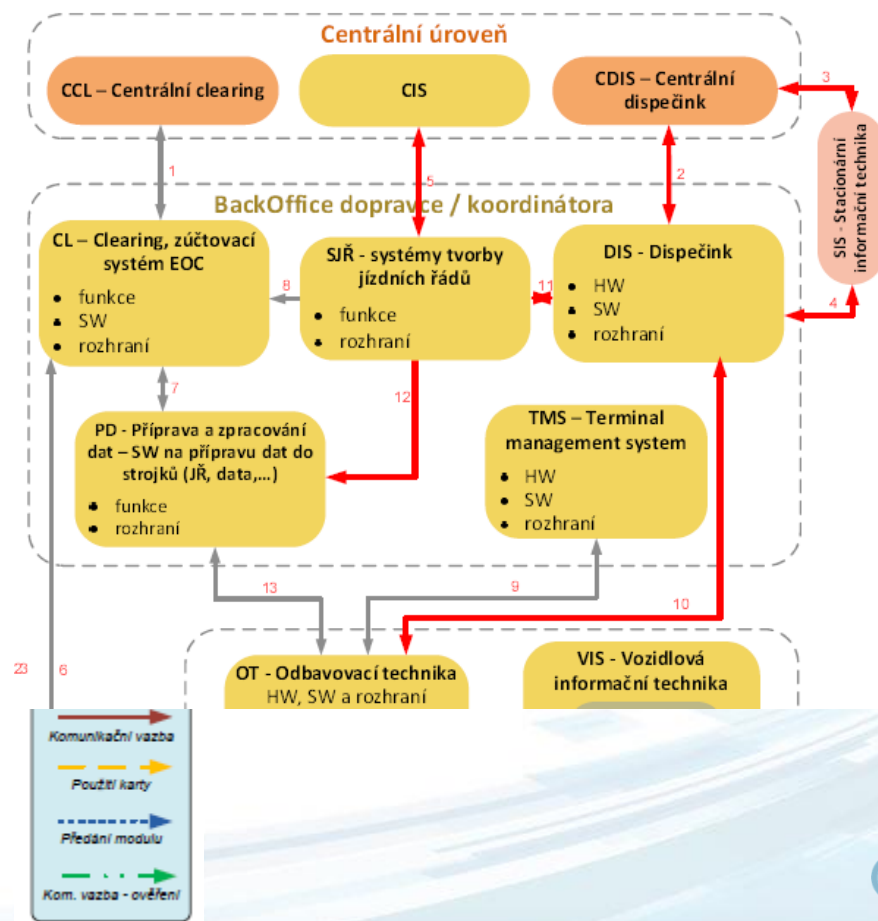 Centrální úroveň
CCL – Centrální clearing
CIS
CDIS – Centrální
dispečink
3
SIS - Stacionární
informační technika
1
5
2
BackOffice dopravce / koordinátora
CL – Clearing, zúčtovací
systém EOC
• funkce
• SW
• rozhraní
8
SJŘ - systémy tvorby
jízdních řádů
• funkce
• rozhraní
11
DIS - Dispečink
• HW
• SW
• rozhraní
4
7
12
PD - Příprava a zpracování
dat – SW na přípravu dat do
strojků (JŘ, data,...)
• funkce
• rozhraní
TMS – Terminal
management system
• HW
• SW
• rozhraní
13
9
10
23
6
OT - Odbavovací technika
HW, SW a rozhraní
VIS - Vozidlová
informační technika
Komunikační vazba
Použití karty
Předání modulu
Kom. vazba - ověření